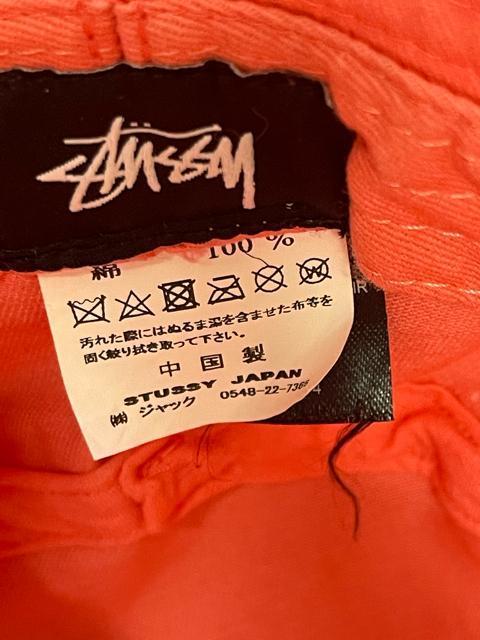 STÜSSY
綿 100 %
汚れた際にはぬるま湯を含ませた布等を
固く絞り拭き取って下さい。
中国製
STUSSY JAPAN
㈱ ジャック 0548-22-736